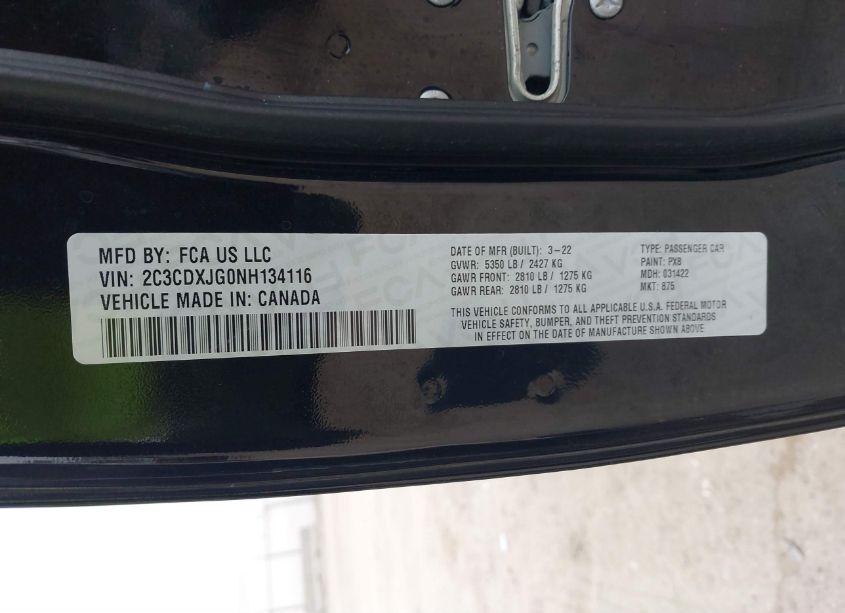 MFD BY: FCA US LLC
VIN: 2C3CDXJG0NH134116
VEHICLE MADE IN: CANADA
DATE OF MFR (BUILT): 3-22
GVWR: 5350 LB / 2427 KG
GAWR FRONT: 2810 LB / 1275 KG
GAWR REAR: 2810 LB / 1275 KG
TYPE: PASSENGER CAR
PAINT: PX8
MDH: 031422
MKT: 875
THIS VEHICLE CONFORMS TO ALL APPLICABLE U.S.A. FEDERAL MOTOR
VEHICLE SAFETY, BUMPER, AND THEFT PREVENTION STANDARDS
IN EFFECT ON THE DATE OF MANUFACTURE SHOWN ABOVE